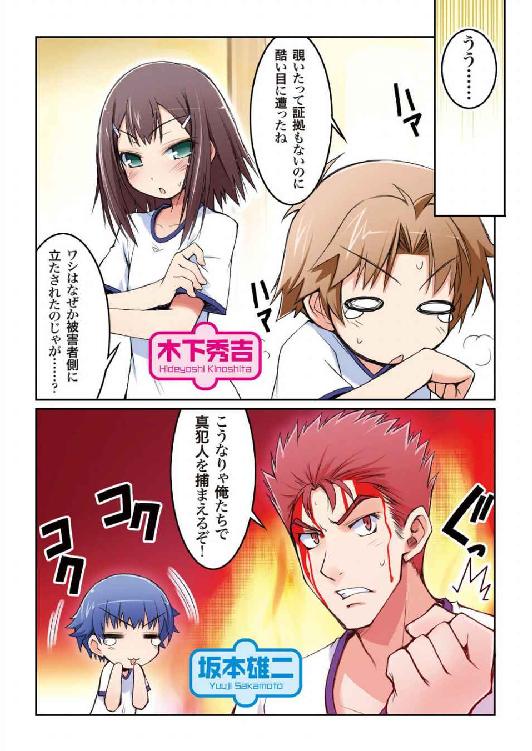 うう……
覗いたって証拠もないのに
酷い目に遭ったね
ハァ
ハァ
ワシはなぜか被害者側に
立たされたのじゃが……？
木下秀吉
Hideyoshi Kinoshita
こうなりゃ俺たちで
真犯人を捕まえるぞ！
ぐっ
コク
コク
坂本雄二
Yuuji Sakamoto